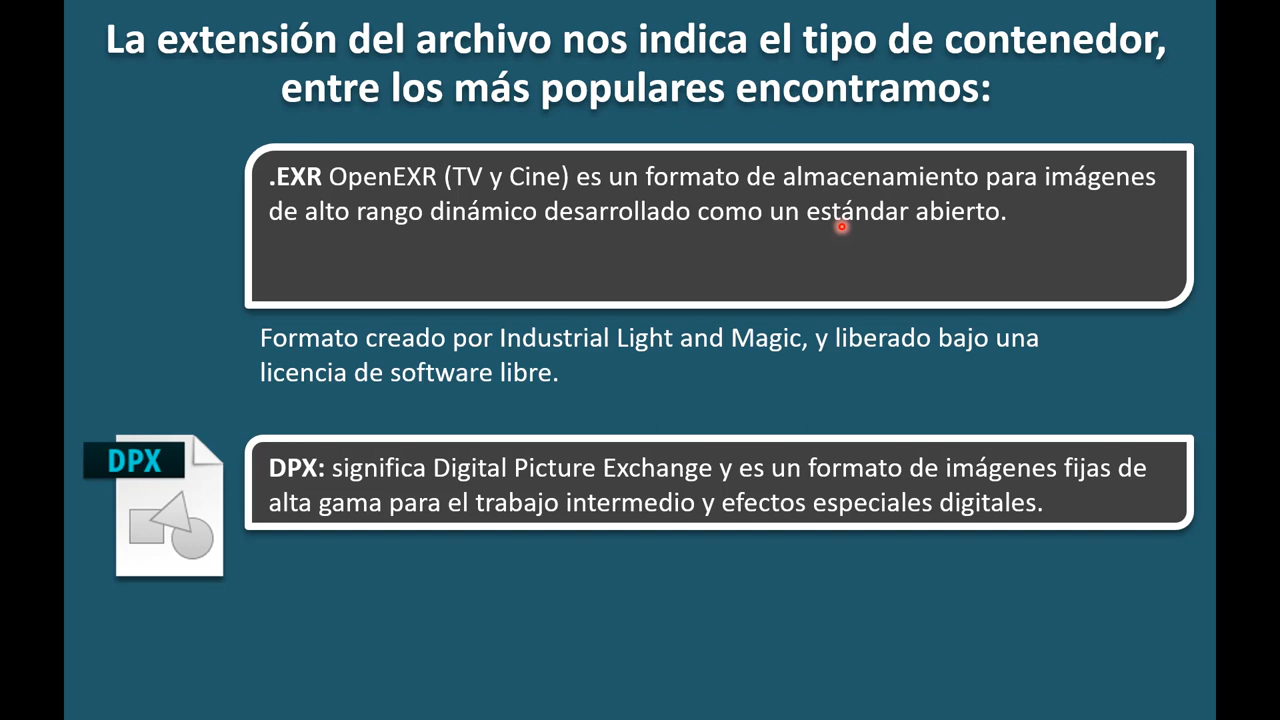 La extensión del archivo nos indica el tipo de contenedor,
entre los más populares encontramos:
.EXR OpenEXR (TV y Cine) es un formato de almacenamiento para imágenes
de alto rango dinámico desarrollado como un estándar abierto.
Formato creado por Industrial Light and Magic, y liberado bajo una
licencia de software libre.
DPX
DPX: significa Digital Picture Exchange y es un formato de imágenes fijas de
alta gama para el trabajo intermedio y efectos especiales digitales.